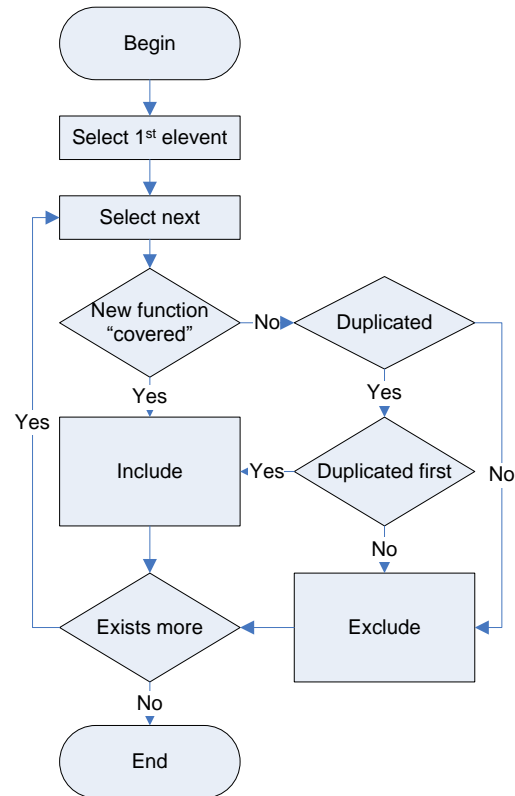 Begin
Select 1st elevent
Select next
New function
“covered”
No
Duplicated
Yes
Yes
Yes
Include
Yes
Duplicated first
No
No
Exists more
Exclude
No
End